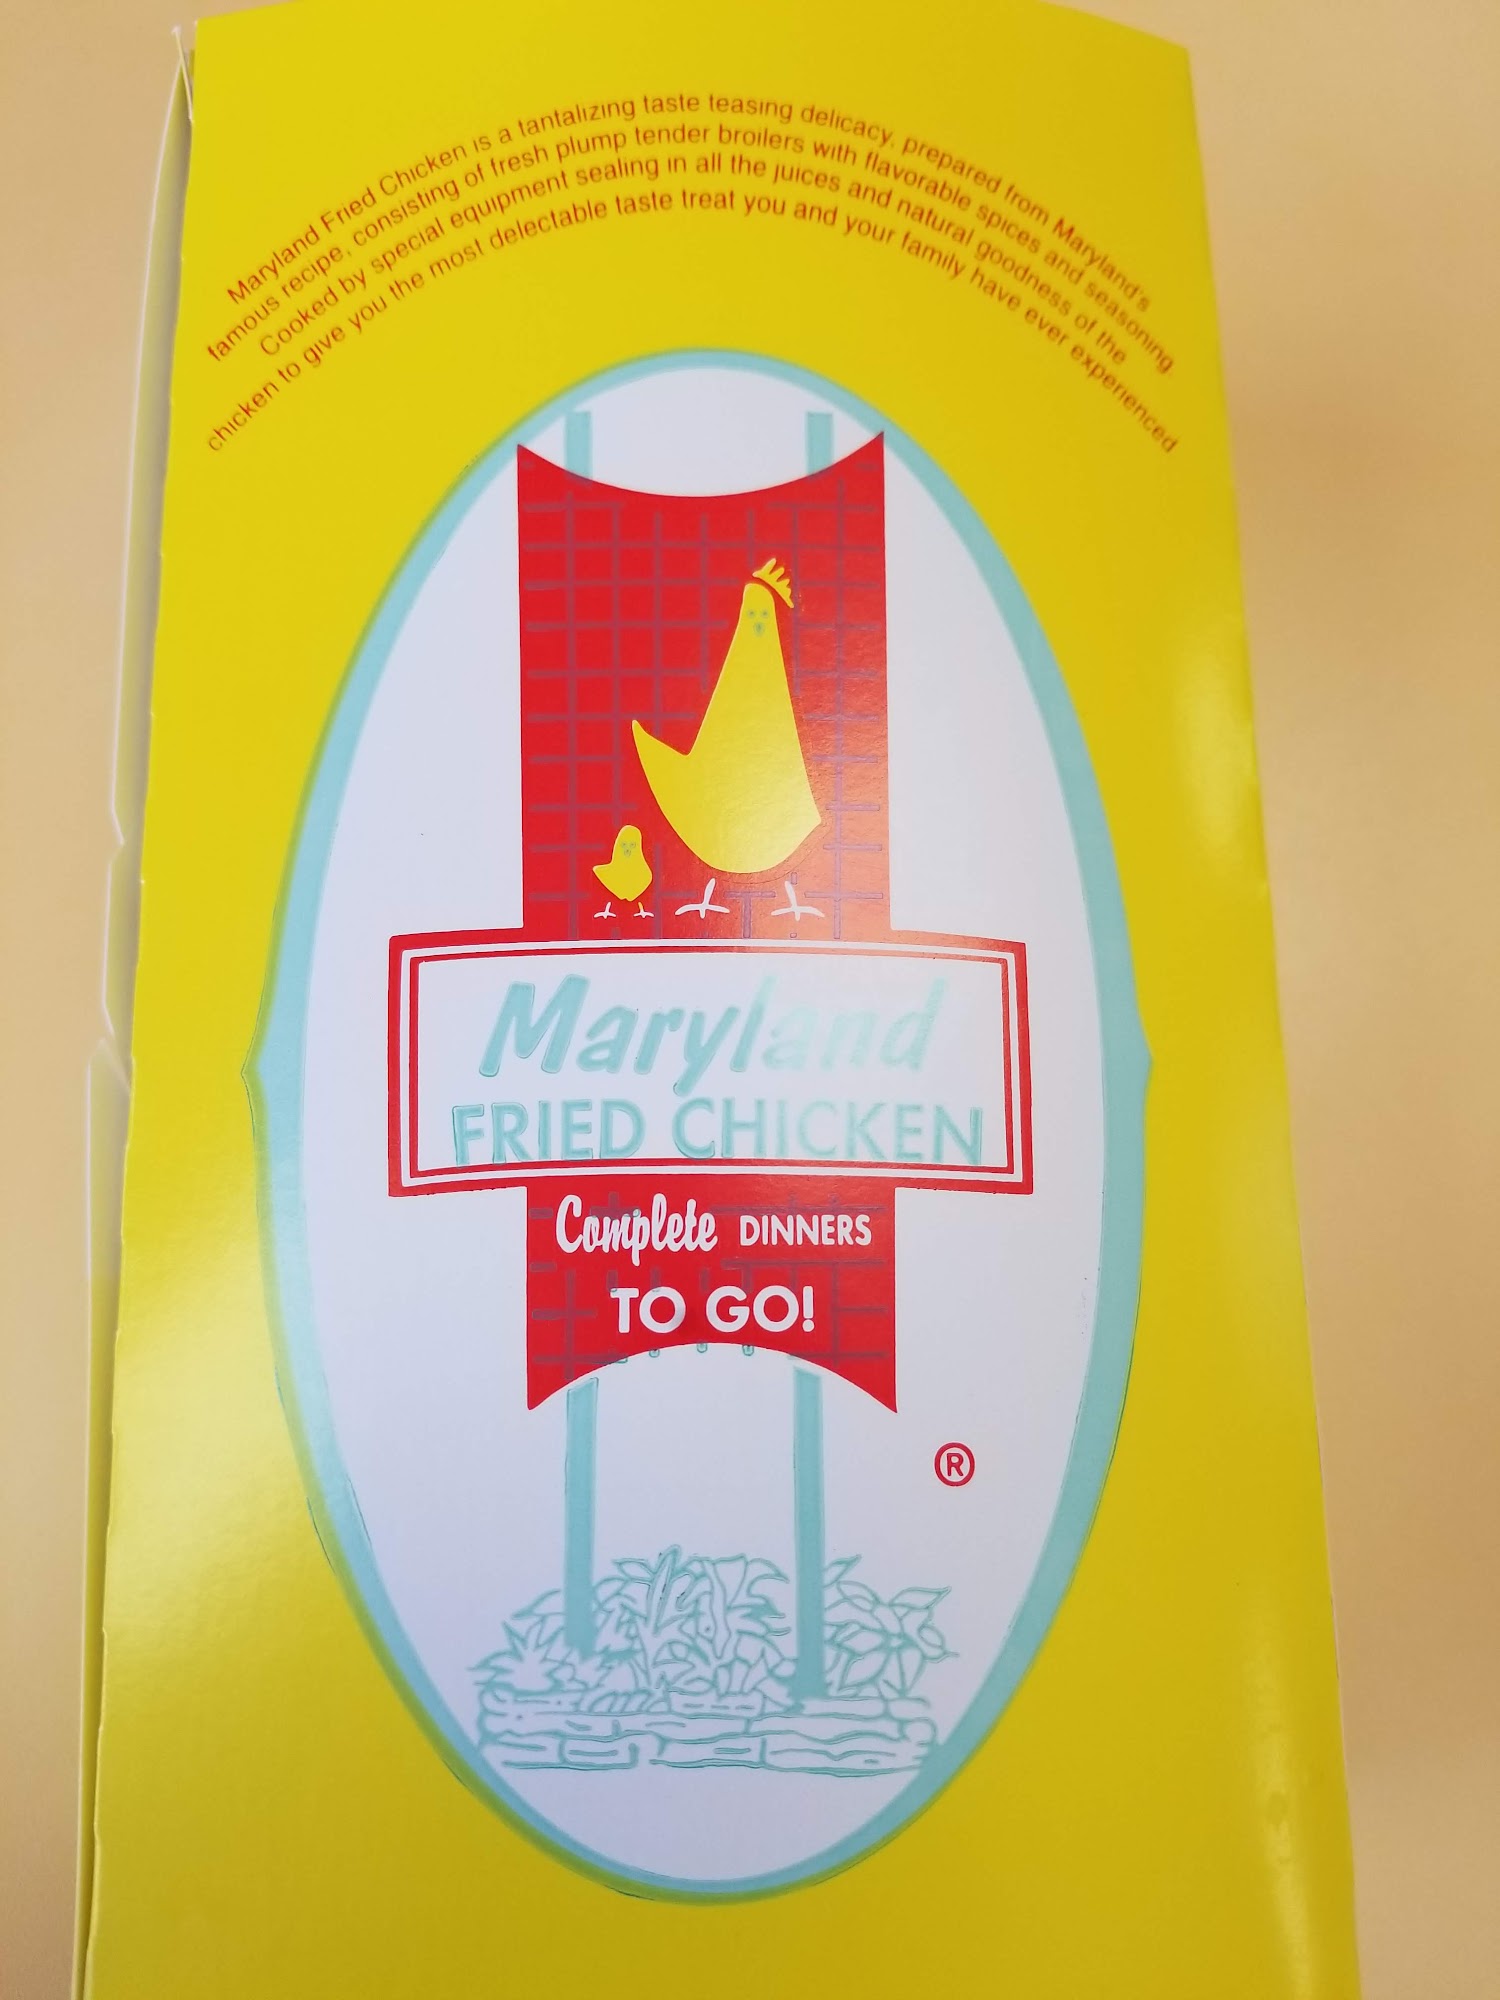 Maryland Fried Chicken is a tantalizing taste teasing delicacy, prepared from Maryland's
famous recipe, consisting of fresh plump tender broilers with flavorable spices and seasoning.
Cooked by special equipment sealing in all the juices and natural goodness of the
chicken to give you the most delectable taste treat you and your family have ever experienced
Maryland
FRIED CHICKEN
Complete DINNERS
TO GO!
®